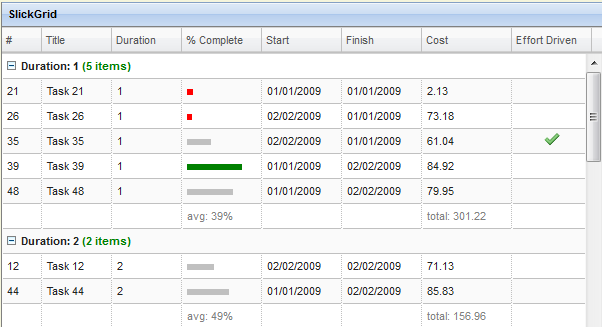 SlickGrid
# Title Duration % Complete Start Finish Cost Effort Driven
Duration: 1 (5 items)
21 Task 21 1 01/01/2009 01/01/2009 2.13
26 Task 26 1 02/02/2009 01/01/2009 73.18
35 Task 35 1 02/02/2009 01/01/2009 61.04
39 Task 39 1 01/01/2009 02/02/2009 84.92
48 Task 48 1 01/01/2009 02/02/2009 79.95
avg: 39% total: 301.22
Duration: 2 (2 items)
12 Task 12 2 02/02/2009 02/02/2009 71.13
44 Task 44 2 01/01/2009 02/02/2009 85.83
avg: 49% total: 156.96